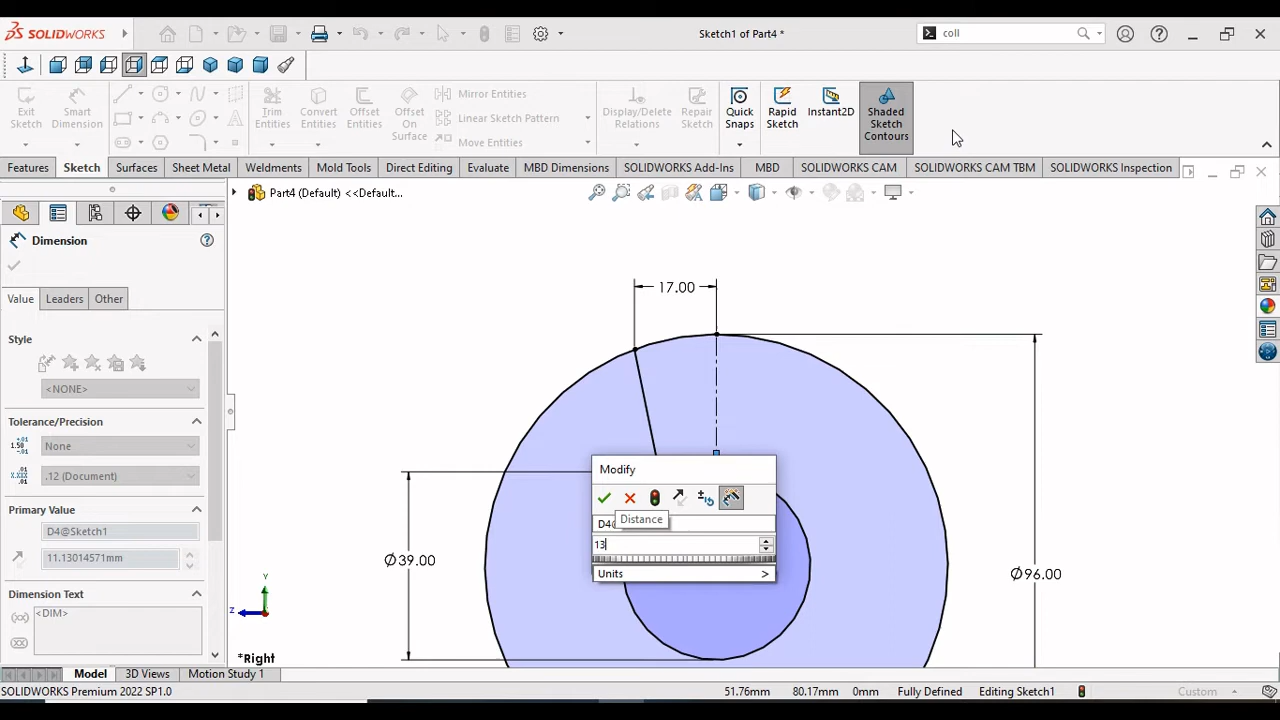 SOLIDWORKS
Sketch1 of Part4 *
coll
Exit Sketch
Smart Dimension
Trim Entities
Convert Entities
Offset Entities
Offset On Surface
Mirror Entities
Linear Sketch Pattern
Move Entities
Display/Delete Relations
Repair Sketch
Quick Snaps
Rapid Sketch
Instant2D
Shaded Sketch Contours
Features
Sketch
Surfaces
Sheet Metal
Weldments
Mold Tools
Direct Editing
Evaluate
MBD Dimensions
SOLIDWORKS Add-Ins
MBD
SOLIDWORKS CAM
SOLIDWORKS CAM TBM
SOLIDWORKS Inspection
Part4 (Default) <<Default...
Dimension
Value
Leaders
Other
Style
<NONE>
Tolerance/Precision
None
.12 (Document)
Primary Value
D4@Sketch1
11.13014571mm
Dimension Text
<DIM>
17.00
Ø39.00
Ø96.00
Modify
D4@
Distance
13
Units
Y
Z
*Right
Model
3D Views
Motion Study 1
SOLIDWORKS Premium 2022 SP1.0
51.76mm
80.17mm
0mm
Fully Defined
Editing Sketch1
Custom